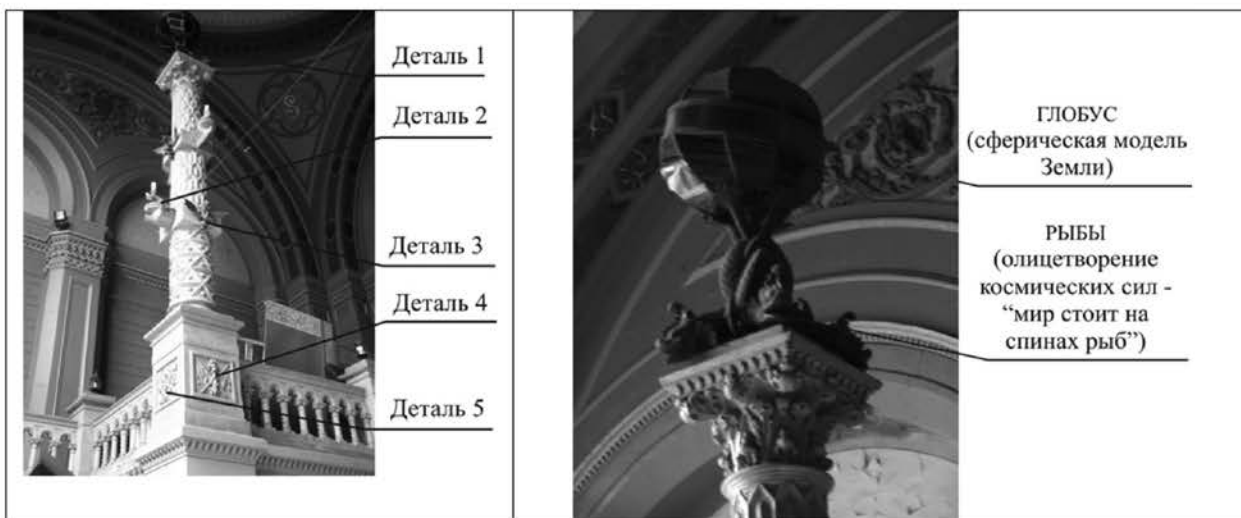 Деталь 1
Деталь 2
Деталь 3
Деталь 4
Деталь 5
ГЛОБУС
(сферическая модель
Земли)
РЫБЫ
(олицетворение
космических сил -
“мир стоит на
спинах рыб”)